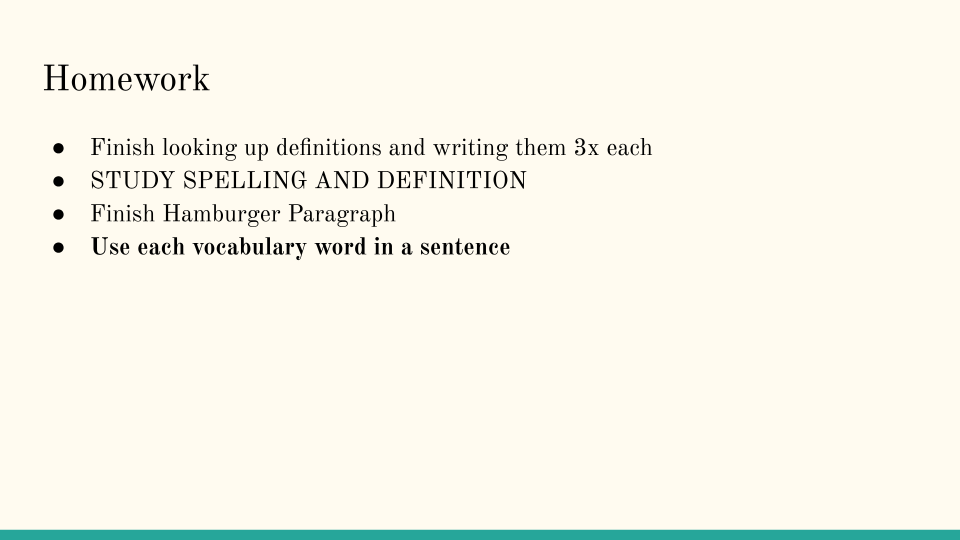 Homework
● Finish looking up definitions and writing them 3x each
● STUDY SPELLING AND DEFINITION
● Finish Hamburger Paragraph
● Use each vocabulary word in a sentence